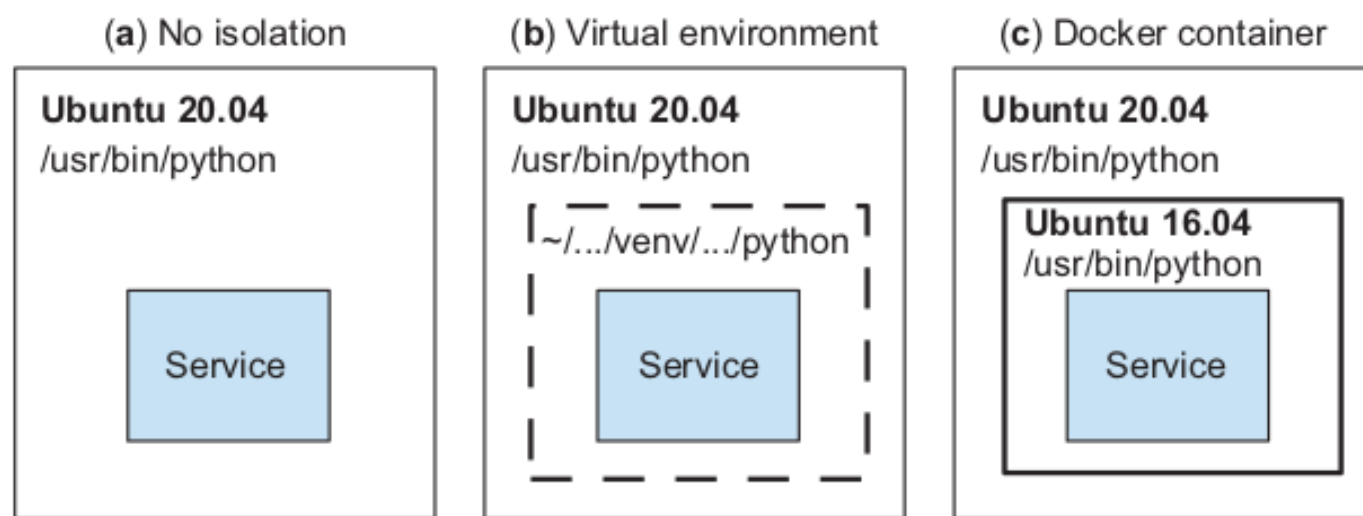 (a) No isolation
Ubuntu 20.04
/usr/bin/python
Service
(b) Virtual environment
Ubuntu 20.04
/usr/bin/python
~/.../venv/.../python
Service
(c) Docker container
Ubuntu 20.04
/usr/bin/python
Ubuntu 16.04
/usr/bin/python
Service